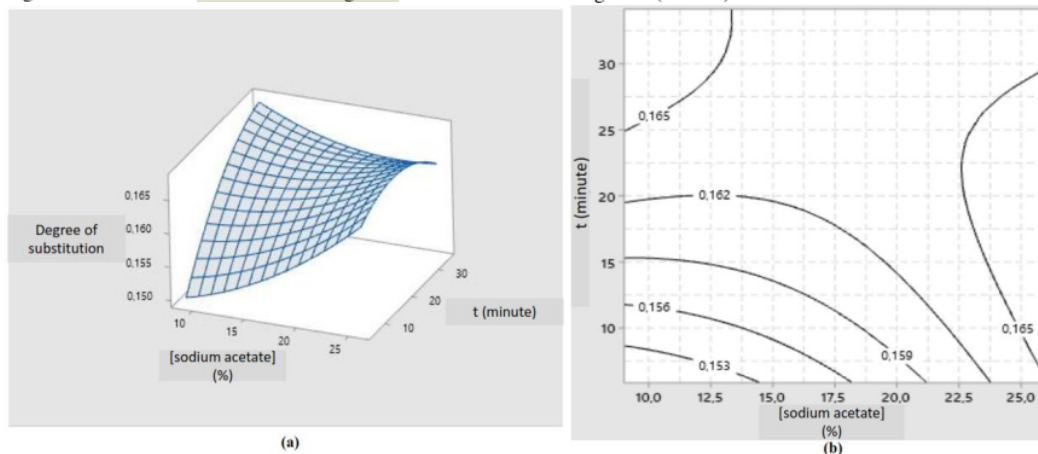 0,165
0,160
0,155
0,150
Degree of
substitution
10
15
20
25
[sodium acetate]
(%)
10
20
30
t (minute)
(a)
30
25
20
15
10
t (minute)
0,165
0,162
0,156
0,153
0,159
0,165
10,0 12,5 15,0 17,5 20,0 22,5 25,0
[sodium acetate]
(%)
(b)